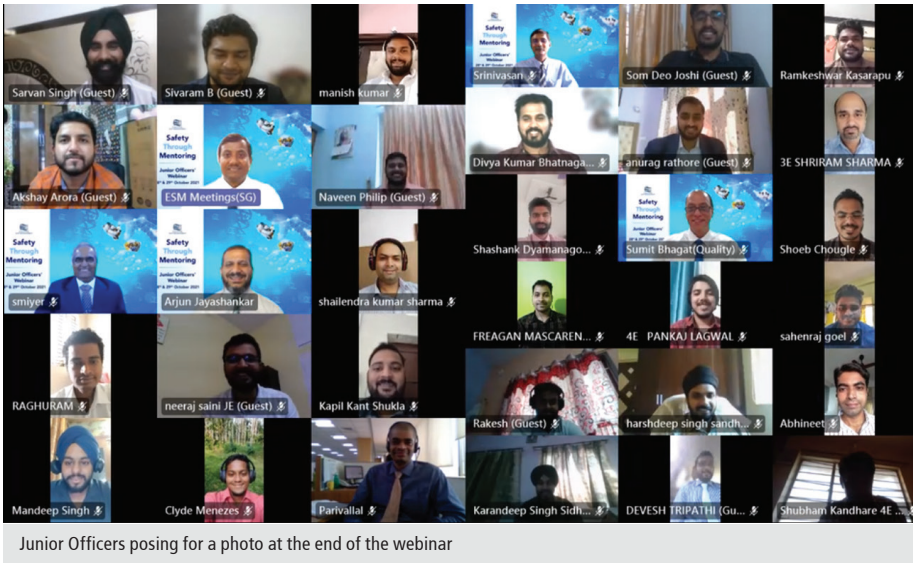 Sarvan Singh (Guest)
Sivaram B (Guest)
manish kumar
Safety
Through
Mentoring
Srinivasan
Som Deo Joshi (Guest)
Ramkeshwar Kasarapu
Akshay Arora (Guest)
Safety
Through
Mentoring
Junior Officers'
Webinar
ESM Meetings(SG)
Naveen Philip (Guest)
Divya Kumar Bhatnaga...
anurag rathore (Guest)
3E SHRIRAM SHARMA
Shashank Dyamanago...
Safety
Through
Mentoring
Junior Officers'
Webinar
Sumit Bhagat(Quality)
Shoeb Chougle
Safety
Through
Mentoring
Junior Officers'
Webinar
smiyer
Safety
Through
Mentoring
Junior Officers'
Webinar
Arjun Jayashankar
shailendra kumar sharma
FREAGAN MASCAREN...
4E PANKAJ LAGWAL
sahenraj goel
RAGHURAM
neeraj saini JE (Guest)
Kapil Kant Shukla
Rakesh (Guest)
harshdeep singh sandh...
Abhineet
Mandeep Singh
Clyde Menezes
Parivallal
Karandeep Singh Sidh...
DEVESH TRIPATHI (Gu...
Shubham Kandhare 4E ...
Junior Officers posing for a photo at the end of the webinar